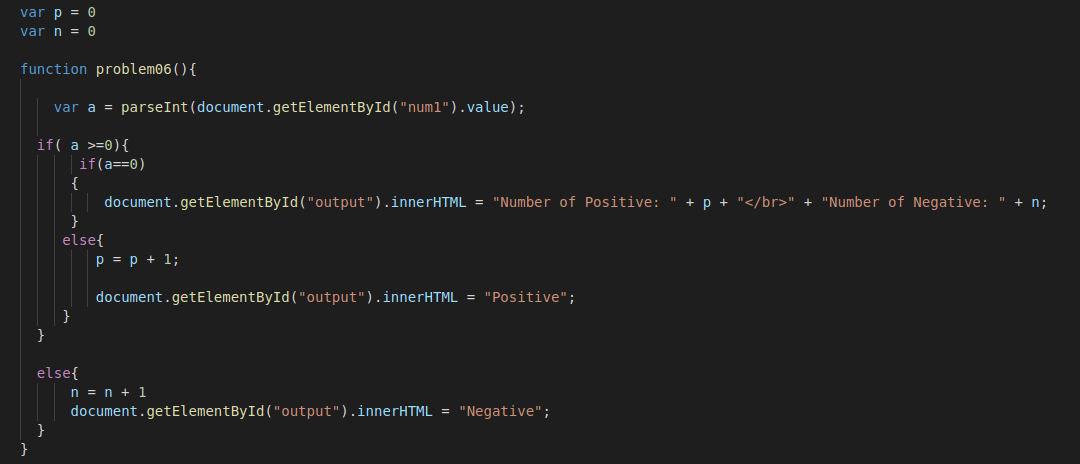 var p = 0
var n = 0
function problem06(){
var a = parseInt(document.getElementById("num1").value);
if( a >=0){
if(a==0)
{
document.getElementById("output").innerHTML = "Number of Positive: " + p + "</br>" + "Number of Negative: " + n;
}
else{
p = p + 1;
document.getElementById("output").innerHTML = "Positive";
}
}
else{
n = n + 1
document.getElementById("output").innerHTML = "Negative";
}
}